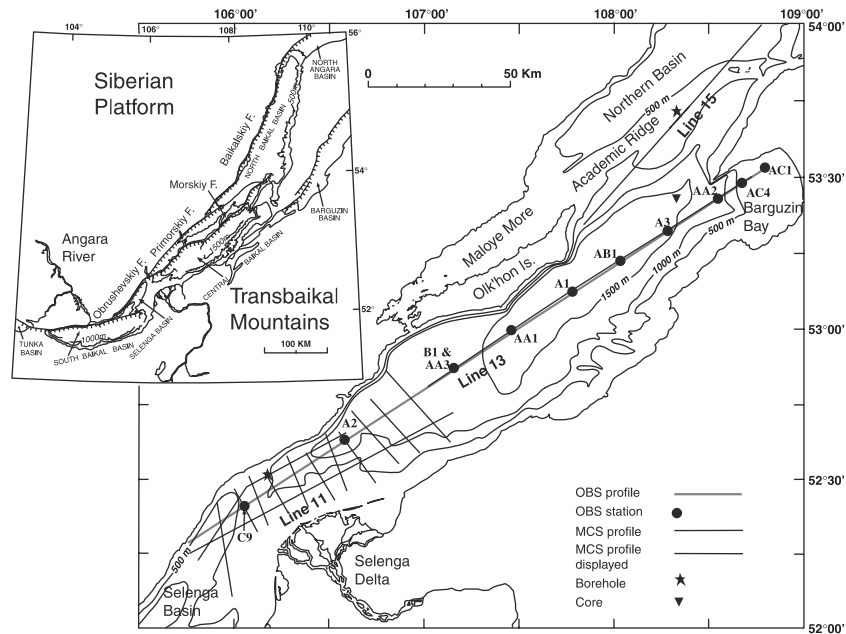 106°00'
107°00'
108°00'
109°00'
54°00'
53°30'
53°00'
52°30'
52°00'
104°
106°
108°
110°
56°
54°
52°
Siberian
Platform
NORTH
ANGARA
BASIN
Baikalskiy F.
NORTH BAIKAL BASIN
500m
Morskiy F.
Primorskiy F.
BARGUZIN
BASIN
Angara
River
Obrushevskiy F.
1500m
CENTRAL BAIKAL BASIN
Transbaikal
Mountains
1000m
TUNKA
BASIN
SOUTH BAIKAL BASIN
SELENGA BASIN
100 KM
0
50 Km
Northern Basin
500 m
Line 15
Academic Ridge
AC1
AA2
AC4
Barguzin
Bay
A3
500 m
Maloye More
AB1
1000 m
Olk'hon Is.
A1
1500 m
AA1
B1 &
AA3
Line 13
A2
Line 11
C9
500 m
Selenga
Delta
Selenga
Basin
OBS profile
OBS station
MCS profile
MCS profile
displayed
Borehole
Core